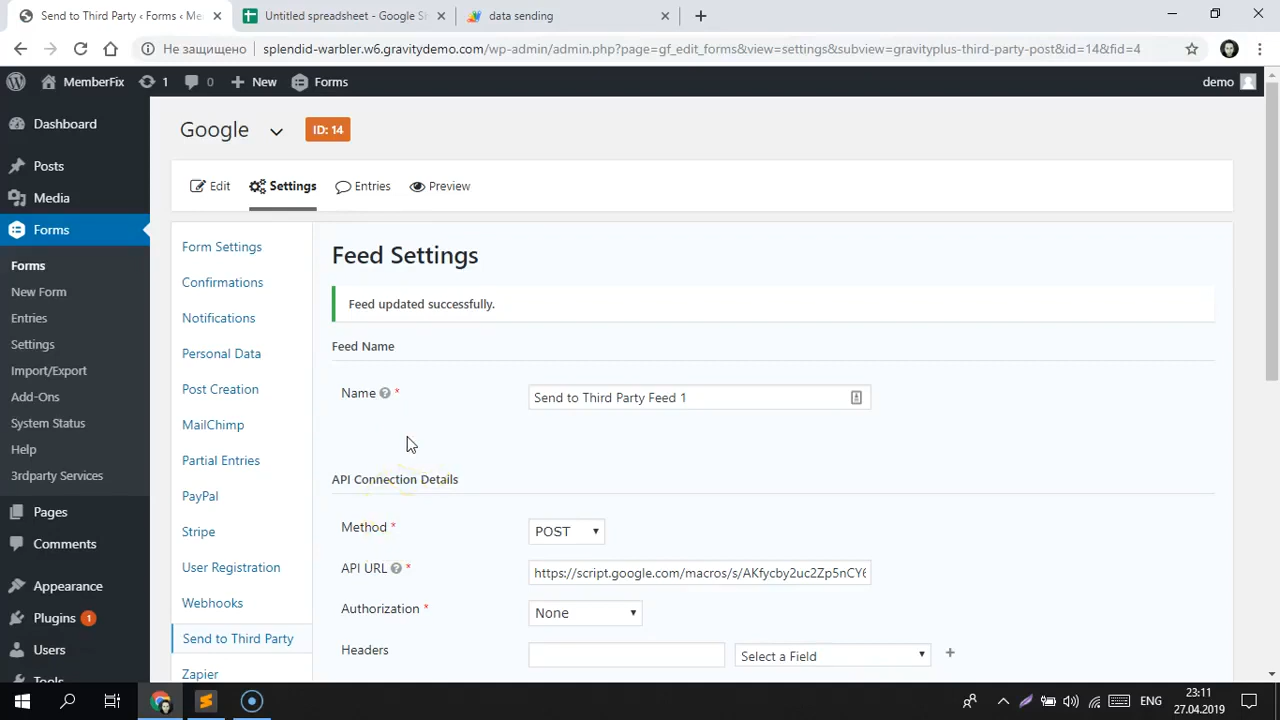 Send to Third Party ‹ Forms ‹ Me
Untitled spreadsheet - Google S
data sending
Не защищено
splendid-warbler.w6.gravitydemo.com/wp-admin/admin.php?page=gf_edit_forms&view=settings&subview=gravityplus-third-party-post&id=14&fid=4
MemberFix
1
0
New
Forms
demo
Dashboard
Posts
Media
Forms
Forms
New Form
Entries
Settings
Import/Export
Add-Ons
System Status
Help
3rdparty Services
Pages
Comments
Appearance
Plugins 1
Users
Tools
Google
ID: 14
Edit
Settings
Entries
Preview
Form Settings
Confirmations
Notifications
Personal Data
Post Creation
MailChimp
Partial Entries
PayPal
Stripe
User Registration
Webhooks
Send to Third Party
Zapier
Feed Settings
Feed updated successfully.
Feed Name
Name ? *
Send to Third Party Feed 1
API Connection Details
Method *
POST
API URL ? *
https://script.google.com/macros/s/AKfycby2uc2Zp5nCY6
Authorization *
None
Headers
Select a Field
+
ENG
23:11
27.04.2019